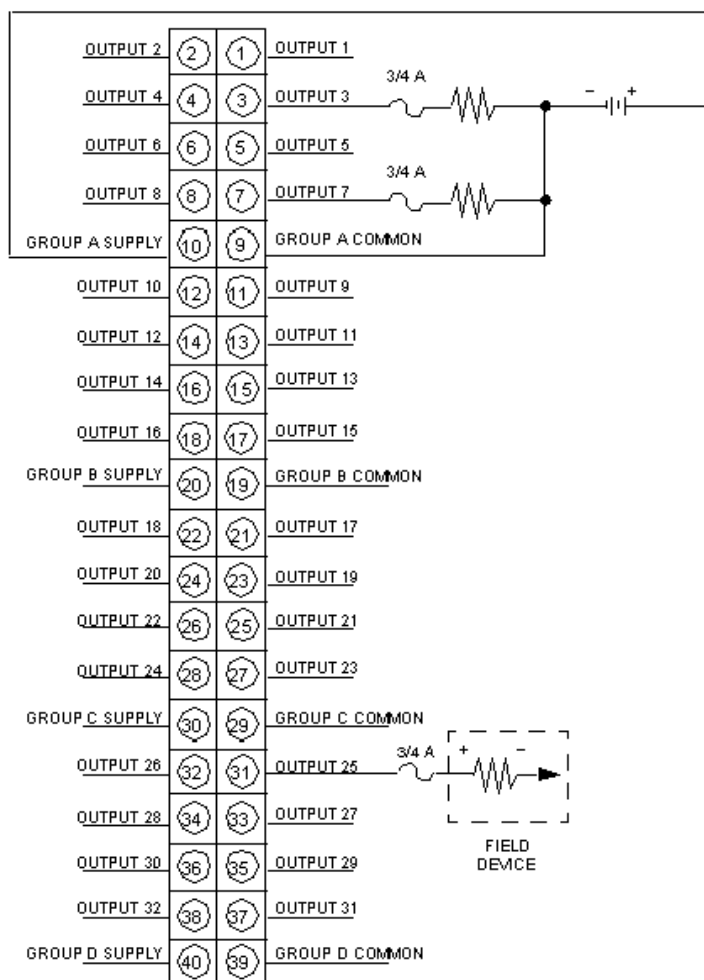 OUTPUT 2 2 1 OUTPUT 1
3/4 A
OUTPUT 4 4 3 OUTPUT 3
- +
OUTPUT 6 6 5 OUTPUT 5
3/4 A
OUTPUT 8 8 7 OUTPUT 7
GROUP A SUPPLY 10 9 GROUP A COMMON
OUTPUT 10 12 11 OUTPUT 9
OUTPUT 12 14 13 OUTPUT 11
OUTPUT 14 16 15 OUTPUT 13
OUTPUT 16 18 17 OUTPUT 15
GROUP B SUPPLY 20 19 GROUP B COMMON
OUTPUT 18 22 21 OUTPUT 17
OUTPUT 20 24 23 OUTPUT 19
OUTPUT 22 26 25 OUTPUT 21
OUTPUT 24 28 27 OUTPUT 23
GROUP C SUPPLY 30 29 GROUP C COMMON
3/4 A + -
OUTPUT 26 32 31 OUTPUT 25
OUTPUT 28 34 33 OUTPUT 27
FIELD
DEVICE
OUTPUT 30 36 35 OUTPUT 29
OUTPUT 32 38 37 OUTPUT 31
GROUP D SUPPLY 40 39 GROUP D COMMON